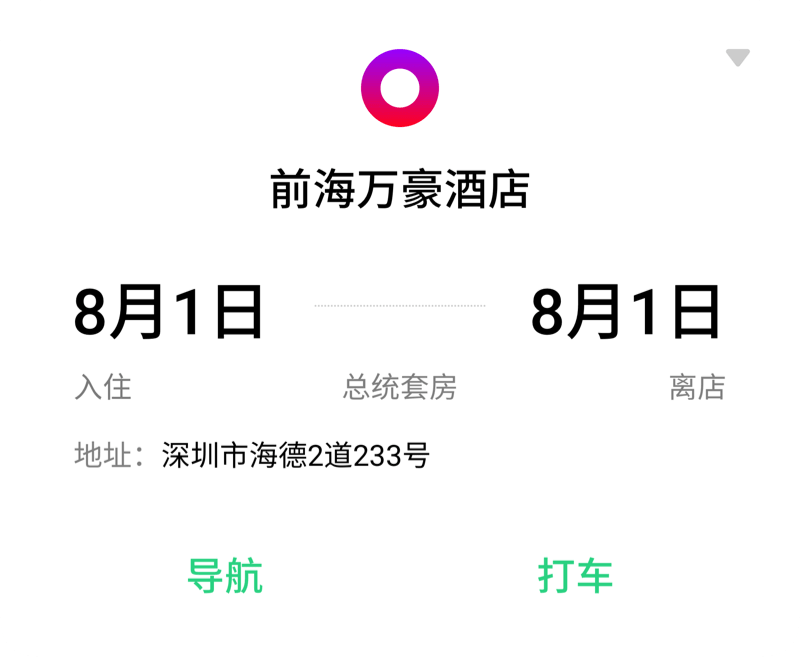 前海万豪酒店
8月1日 8月1日
入住 总统套房 离店
地址：深圳市海德2道233号
导航 打车